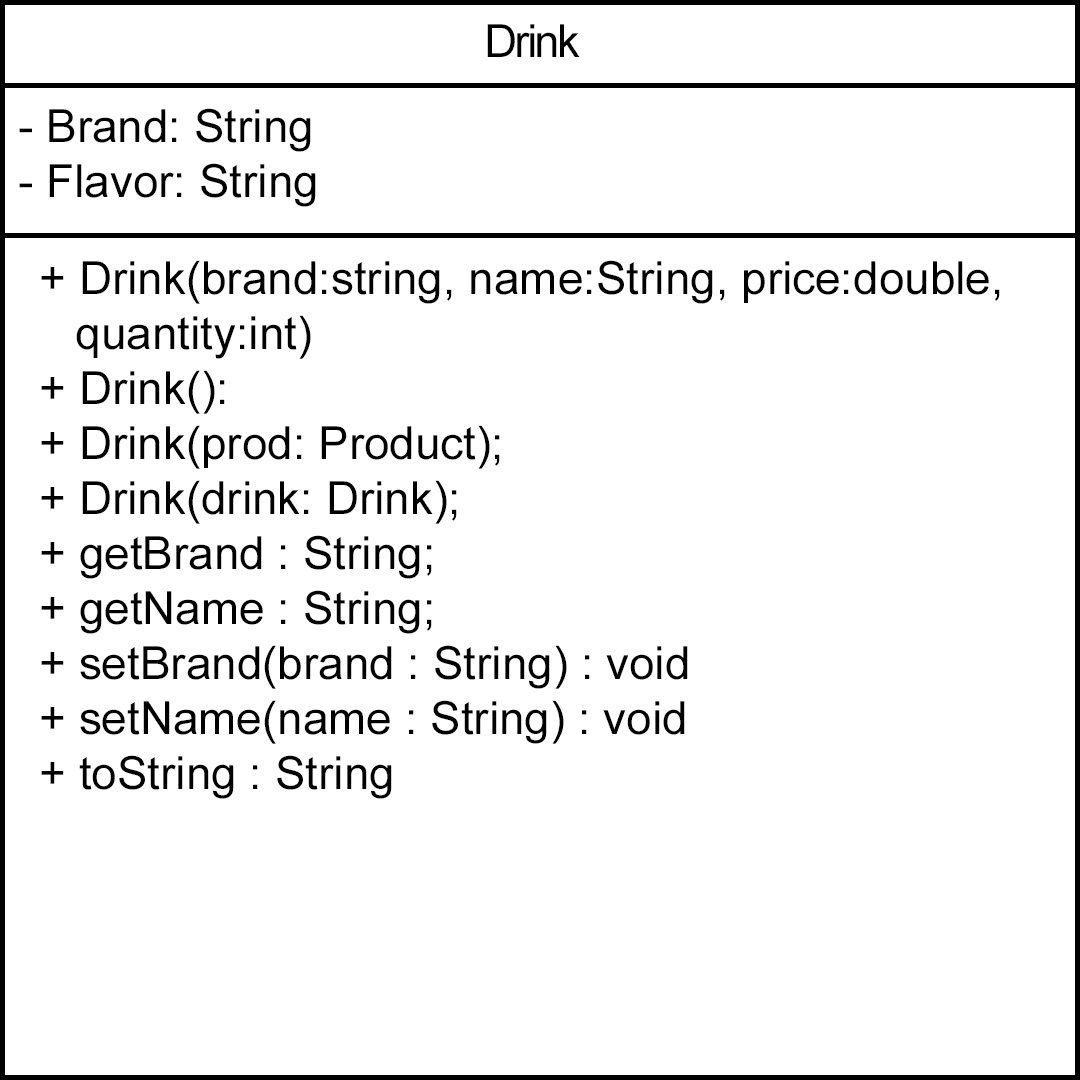 Drink
- Brand: String
- Flavor: String
+ Drink(brand:string, name:String, price:double,
quantity:int)
+ Drink():
+ Drink(prod: Product);
+ Drink(drink: Drink);
+ getBrand : String;
+ getName : String;
+ setBrand(brand : String) : void
+ setName(name : String) : void
+ toString : String